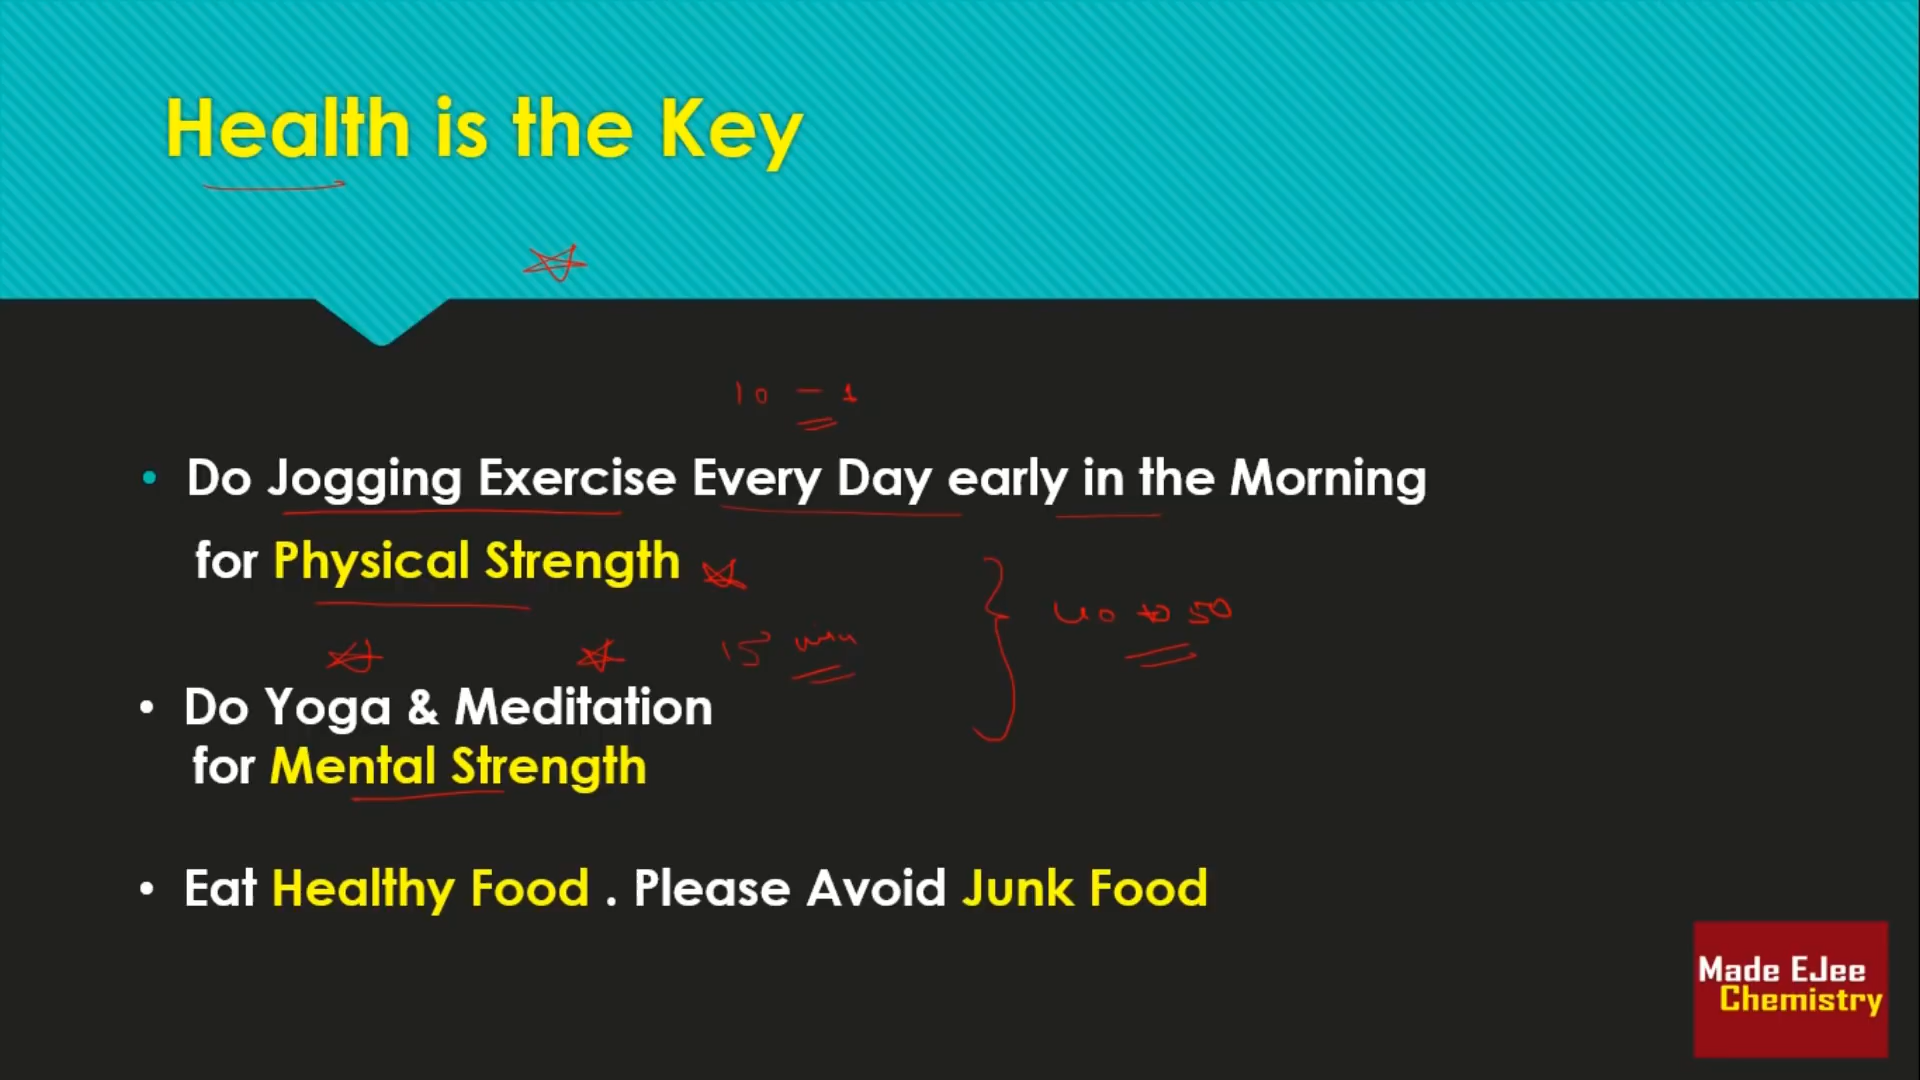 Health is the Key
10 - 1
• Do Jogging Exercise Every Day early in the Morning
for Physical Strength
40 to 50
15 min
• Do Yoga & Meditation
for Mental Strength
• Eat Healthy Food . Please Avoid Junk Food
Made EJee
Chemistry